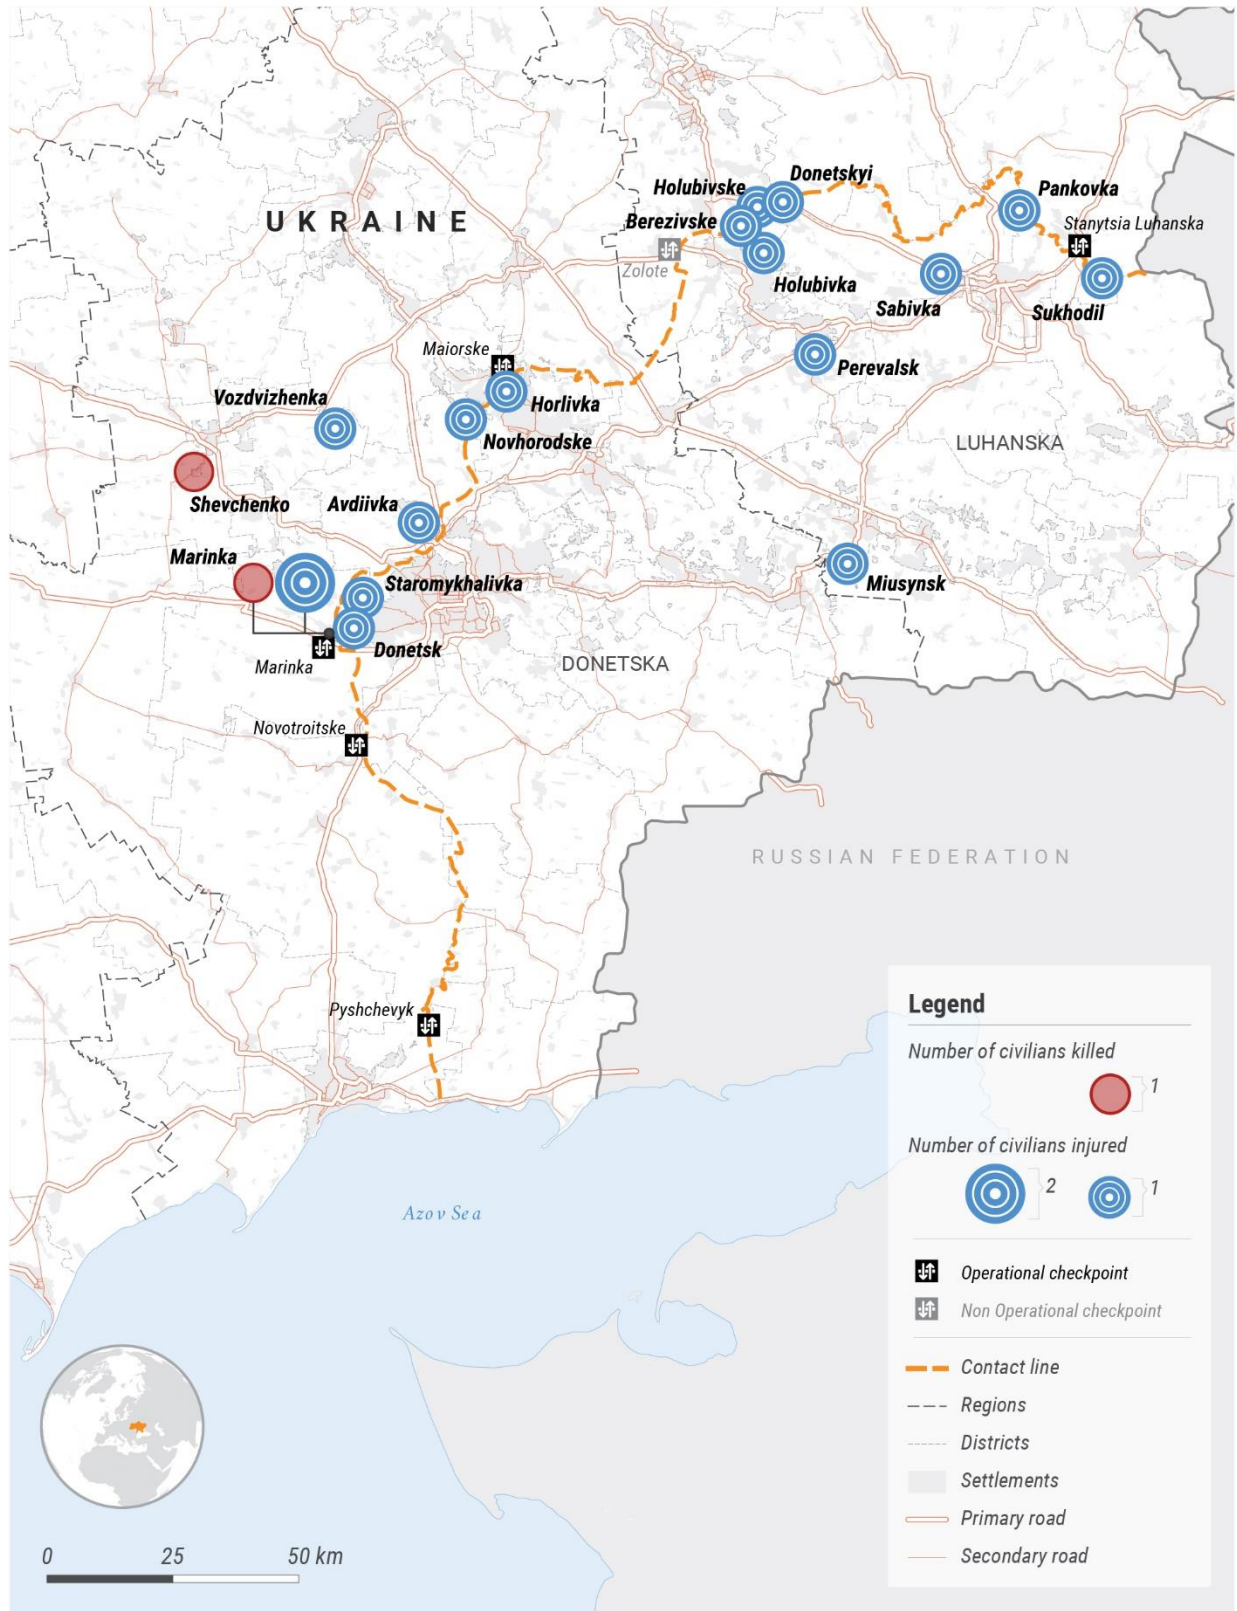 Holubivske
Donetskyi
Pankovka
Berezivske
Stanytsia Luhanska
UKRAINE
Zolote
Holubivka
Sabivka
Sukhodil
Maiorske
Perevalsk
Vozdvizhenka
Horlivka
Novhorodske
LUHANSKA
Shevchenko
Avdiivka
Marinka
Staromykhalivka
Miusynsk
Donetsk
Marinka
DONETSKA
Novotroitske
RUSSIAN FEDERATION
Pyshchevyk
Azov Sea
Legend
Number of civilians killed
1
Number of civilians injured
2 1
Operational checkpoint
Non Operational checkpoint
Contact line
Regions
Districts
Settlements
Primary road
Secondary road
0 25 50 km